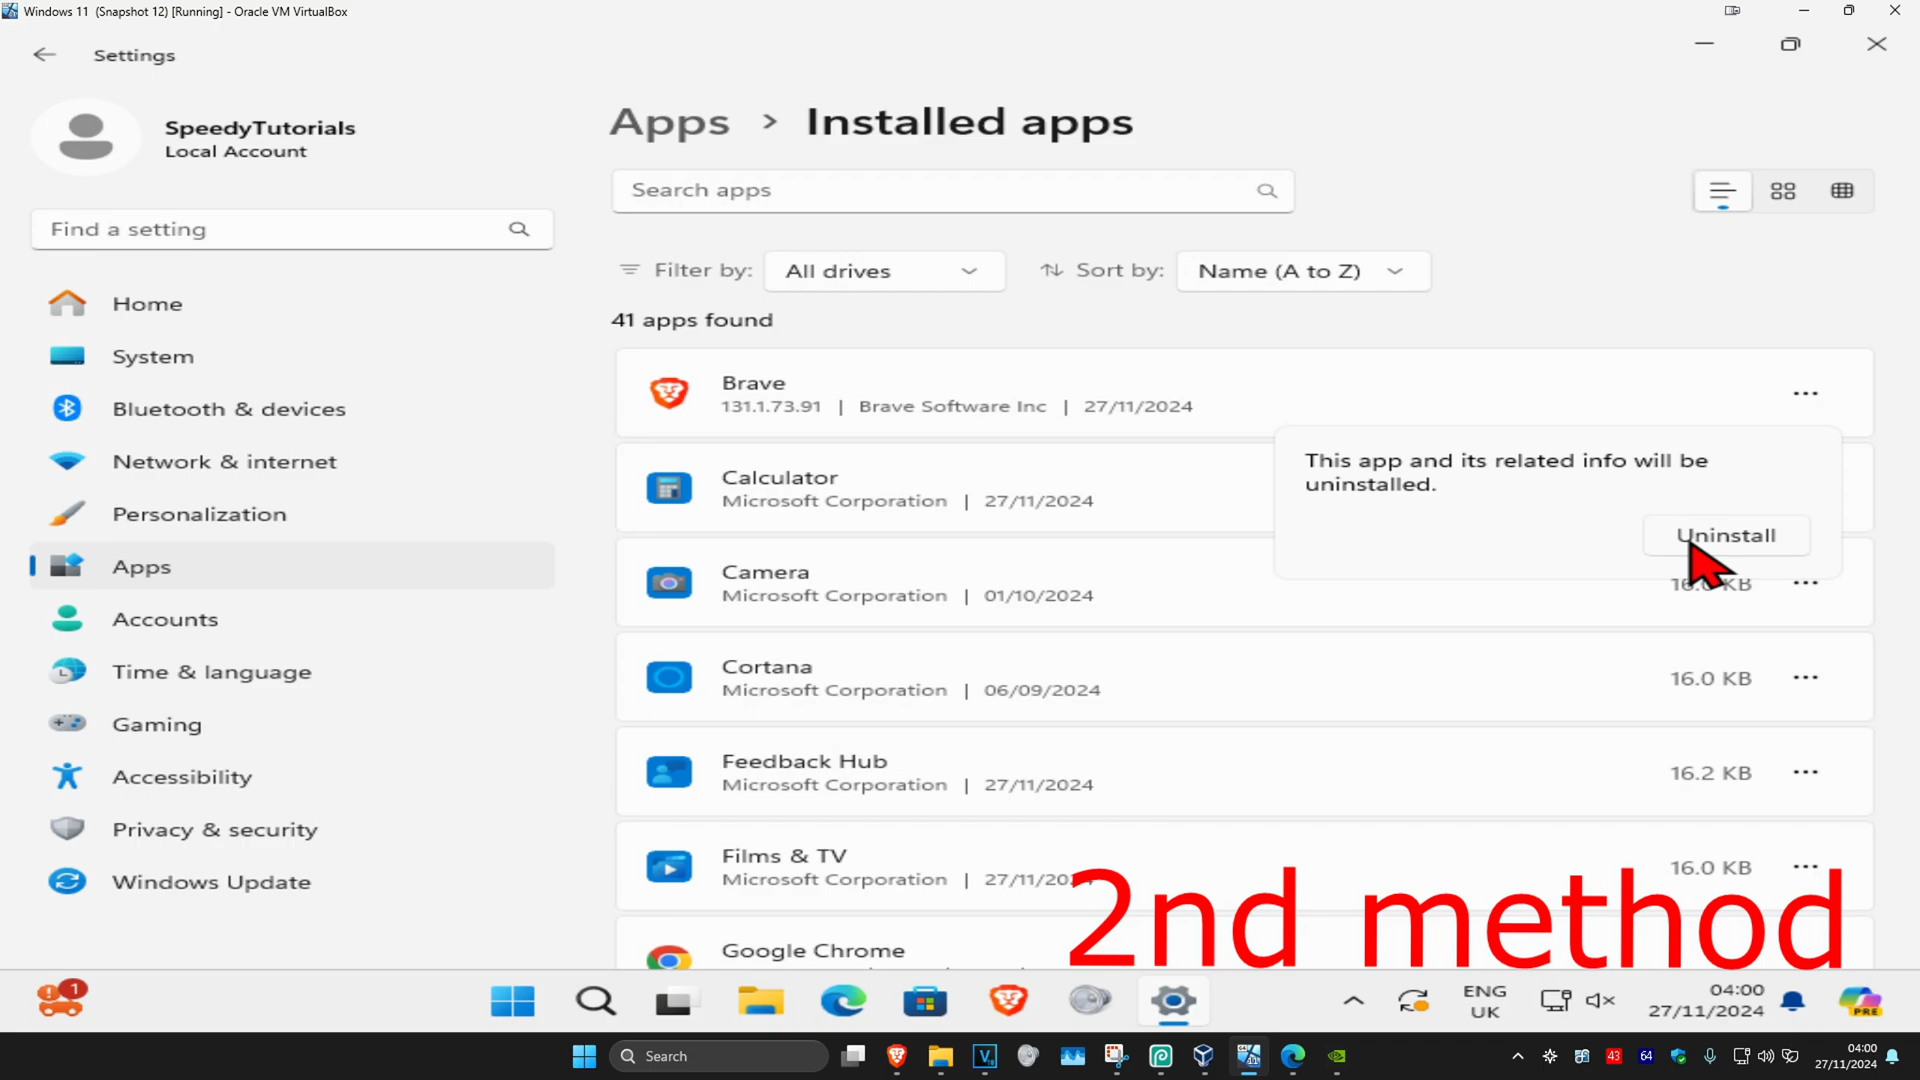 Windows 11 (Snapshot 12) [Running] - Oracle VM VirtualBox
Settings
SpeedyTutorials
Local Account
Find a setting
Home
System
Bluetooth & devices
Network & internet
Personalization
Apps
Accounts
Time & language
Gaming
Accessibility
Privacy & security
Windows Update
Apps > Installed apps
Search apps
Filter by: All drives
Sort by: Name (A to Z)
41 apps found
Brave
131.1.73.91 | Brave Software Inc | 27/11/2024
This app and its related info will be
uninstalled.
Uninstall
Calculator
Microsoft Corporation | 27/11/2024
Camera
Microsoft Corporation | 01/10/2024
Cortana
Microsoft Corporation | 06/09/2024
16.0 KB
Feedback Hub
Microsoft Corporation | 27/11/2024
16.2 KB
Films & TV
Microsoft Corporation |
16.0 KB
Google Chrome
2nd method
1
PRE
ENG
UK
04:00
27/11/2024
Search
43
64
04:00
27/11/2024